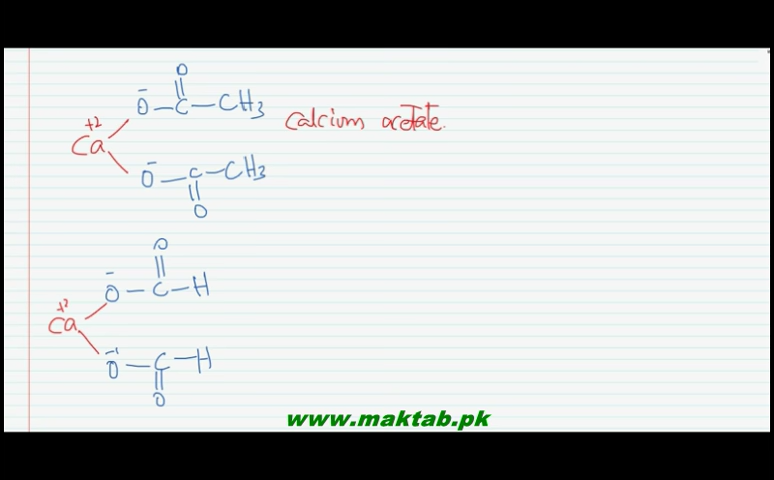 O
Ō – C – CH3
Calcium acetate.
+2
Ca
Ō – C – CH3
O
O
Ō – C – H
+2
Ca
Ō – C – H
O
www.maktab.pk